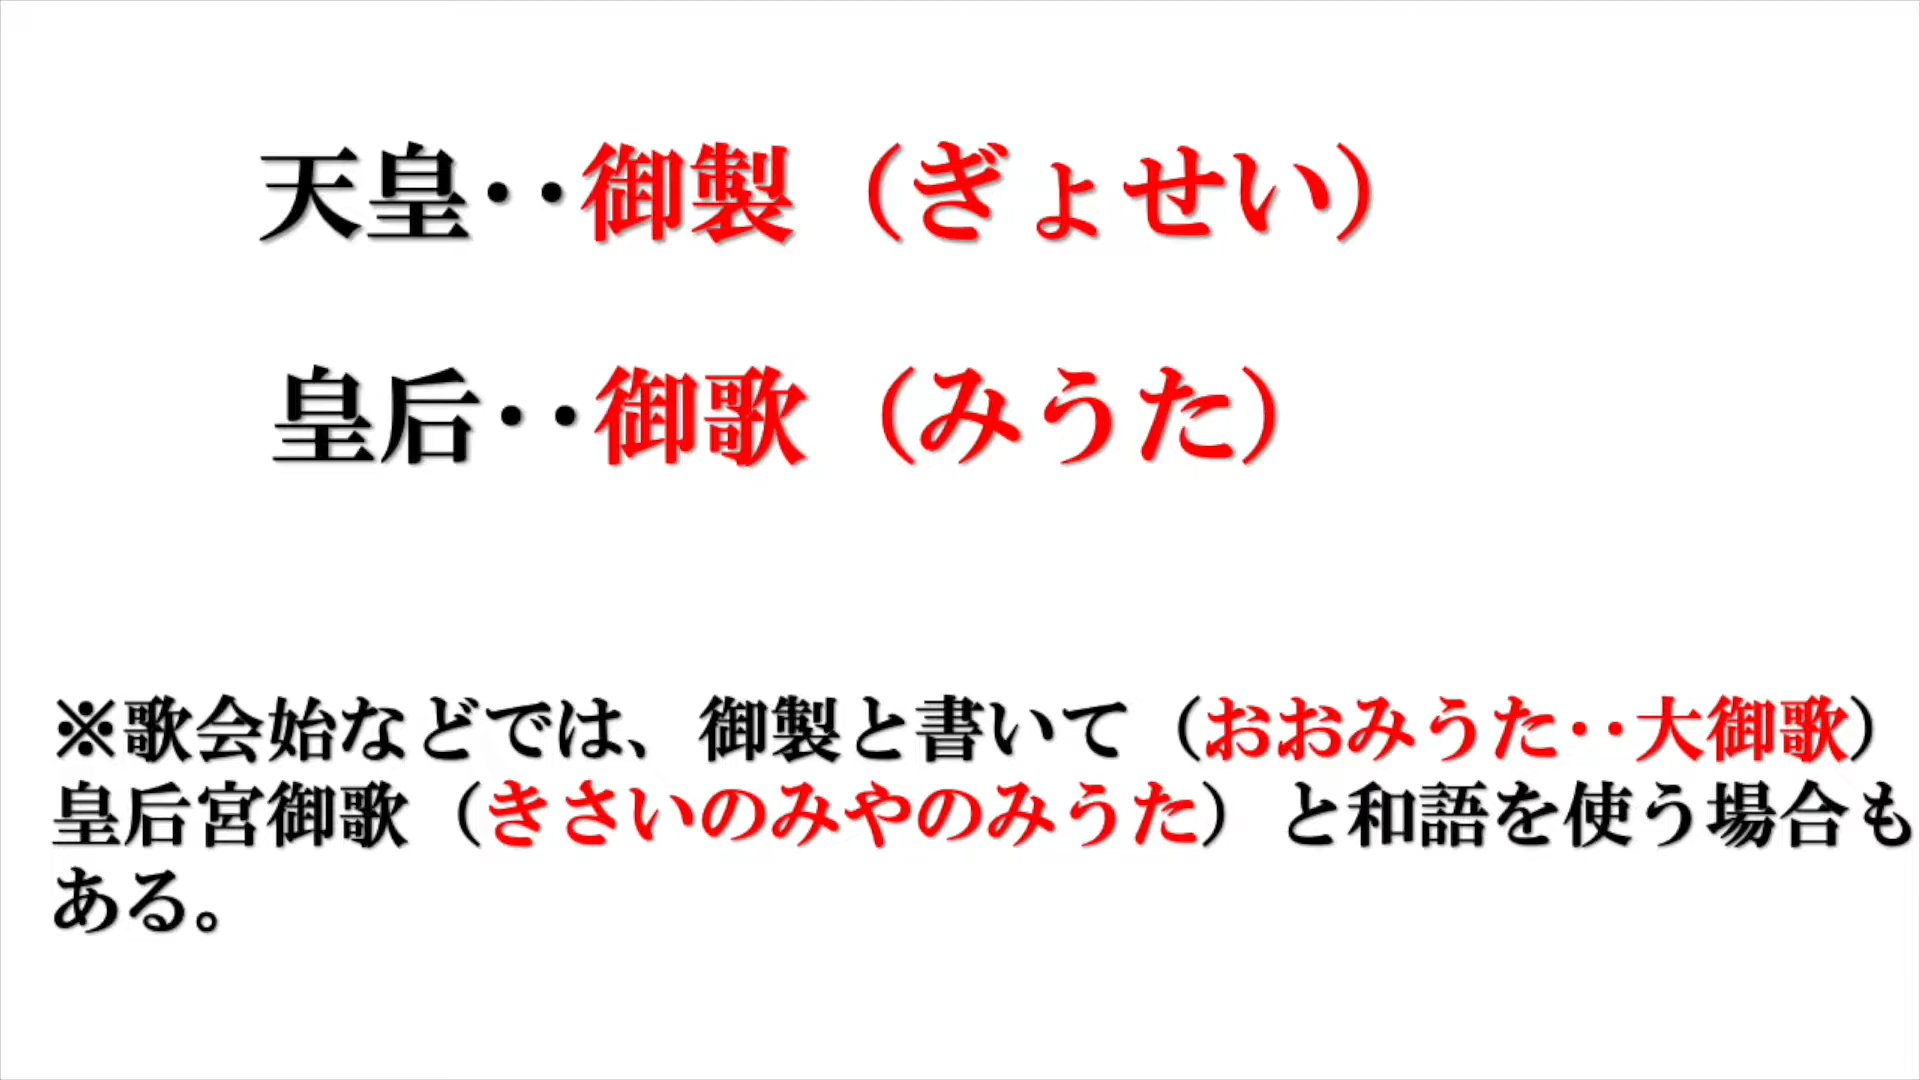 天皇‥御製（ぎょせい）
皇后‥御歌（みうた）
※歌会始などでは、御製と書いて（おおみうた‥大御歌）
皇后宮御歌（きさいのみやのみうた）と和語を使う場合も
ある。